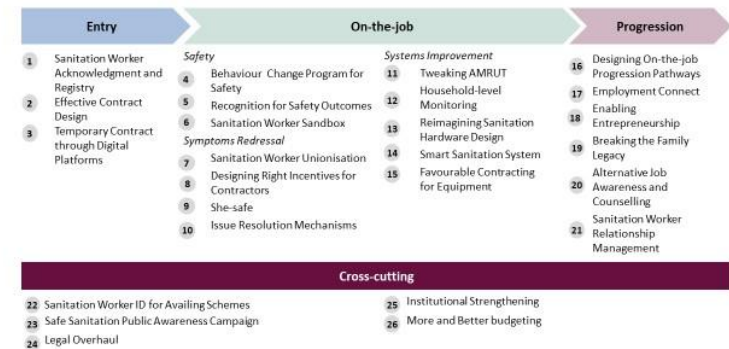 Entry
On-the-job
Progression
1 Sanitation Worker
Acknowledgment and
Registry
2 Effective Contract
Design
3 Temporary Contract
through Digital
Platforms
Safety
4 Behaviour Change Program for
Safety
5 Recognition for Safety Outcomes
6 Sanitation Worker Sandbox
Symptoms Redressal
7 Sanitation Worker Unionisation
8 Designing Right Incentives for
Contractors
9 She-safe
10 Issue Resolution Mechanisms
Systems Improvement
11 Tweaking AMRUT
12 Household-level
Monitoring
13 Reimagining Sanitation
Hardware Design
14 Smart Sanitation System
15 Favourable Contracting
for Equipment
16 Designing On-the-job
Progression Pathways
17 Employment Connect
18 Enabling
Entrepreneurship
19 Breaking the Family
Legacy
20 Alternative Job
Awareness and
Counselling
21 Sanitation Worker
Relationship
Management
Cross-cutting
22 Sanitation Worker ID for Availing Schemes
23 Safe Sanitation Public Awareness Campaign
24 Legal Overhaul
25 Institutional Strengthening
26 More and Better budgeting